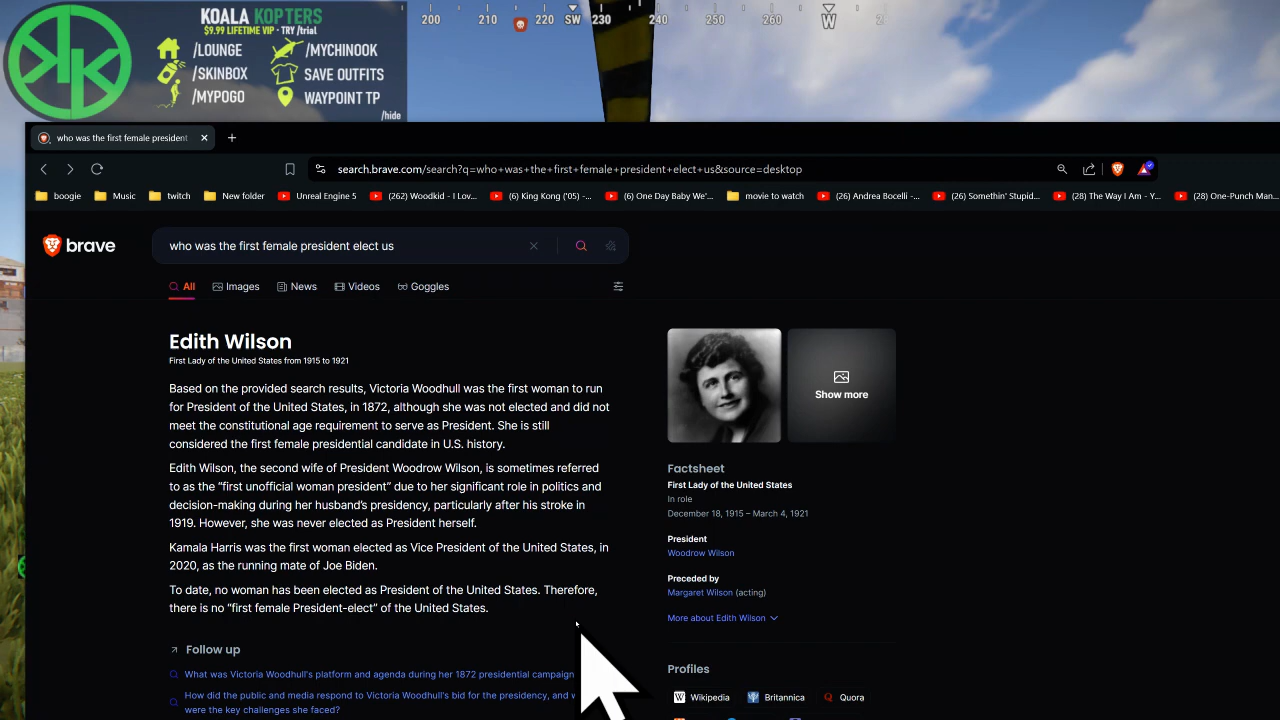 KOALA KOPTERS
$9.99 LIFETIME VIP - TRY /trial
/LOUNGE
/MYCHINOOK
/SKINBOX
SAVE OUTFITS
/MYPOGO
WAYPOINT TP
/hide
200 210 220 SW 230 240 250 260 W
who was the first female president
search.brave.com/search?q=who+was+the+first+female+president+elect+us&source=desktop
boogie
Music
twitch
New folder
Unreal Engine 5
(262) Woodkid - I Lov...
(6) King Kong ('05) -...
(6) One Day Baby We'...
movie to watch
(26) Andrea Bocelli -...
(26) Somethin' Stupid...
(28) The Way I Am - Y...
(28) One-Punch Man...
brave
who was the first female president elect us
All
Images
News
Videos
Goggles
Edith Wilson
First Lady of the United States from 1915 to 1921
Based on the provided search results, Victoria Woodhull was the first woman to run
for President of the United States, in 1872, although she was not elected and did not
meet the constitutional age requirement to serve as President. She is still
considered the first female presidential candidate in U.S. history.
Edith Wilson, the second wife of President Woodrow Wilson, is sometimes referred
to as the “first unofficial woman president” due to her significant role in politics and
decision-making during her husband’s presidency, particularly after his stroke in
1919. However, she was never elected as President herself.
Kamala Harris was the first woman elected as Vice President of the United States, in
2020, as the running mate of Joe Biden.
To date, no woman has been elected as President of the United States. Therefore,
there is no “first female President-elect” of the United States.
Follow up
What was Victoria Woodhull's platform and agenda during her 1872 presidential campaign
How did the public and media respond to Victoria Woodhull's bid for the presidency, and
were the key challenges she faced?
Show more
Factsheet
First Lady of the United States
In role
December 18, 1915 – March 4, 1921
President
Woodrow Wilson
Preceded by
Margaret Wilson (acting)
More about Edith Wilson
Profiles
Wikipedia
Britannica
Quora